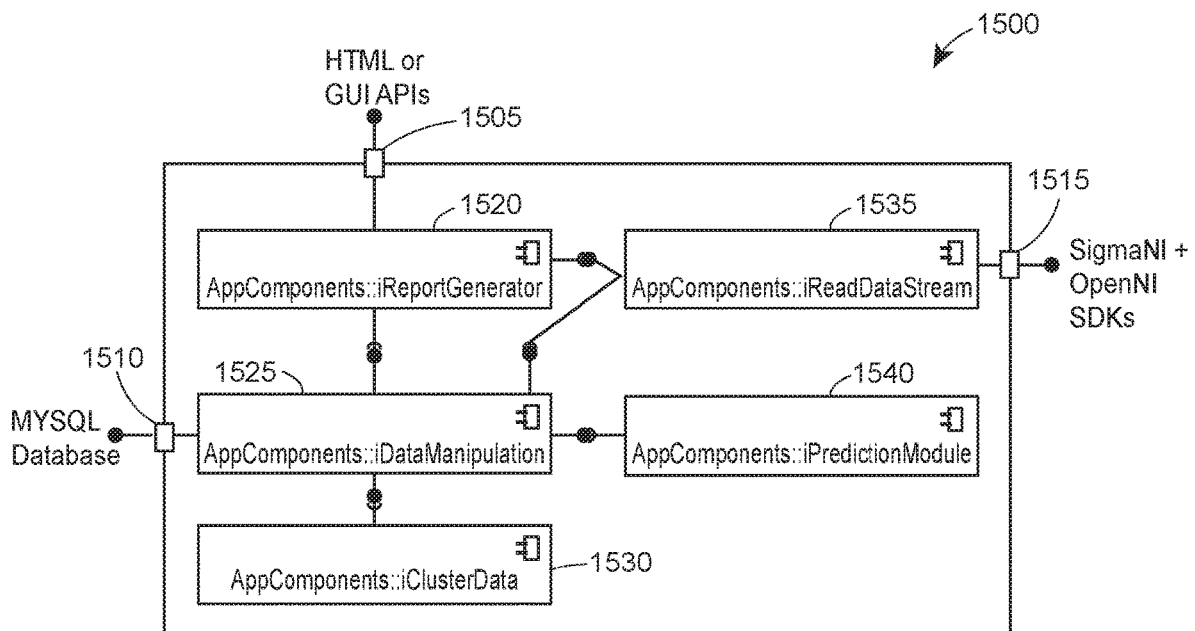 1500
HTML or
GUI APIs
1505
1515
1520
1535
SigmaNI +
OpenNI
SDKs
AppComponents::iReportGenerator
AppComponents::iReadDataStream
1510
1525
1540
MYSQL
Database
AppComponents::iDataManipulation
AppComponents::iPredictionModule
AppComponents::iClusterData
1530